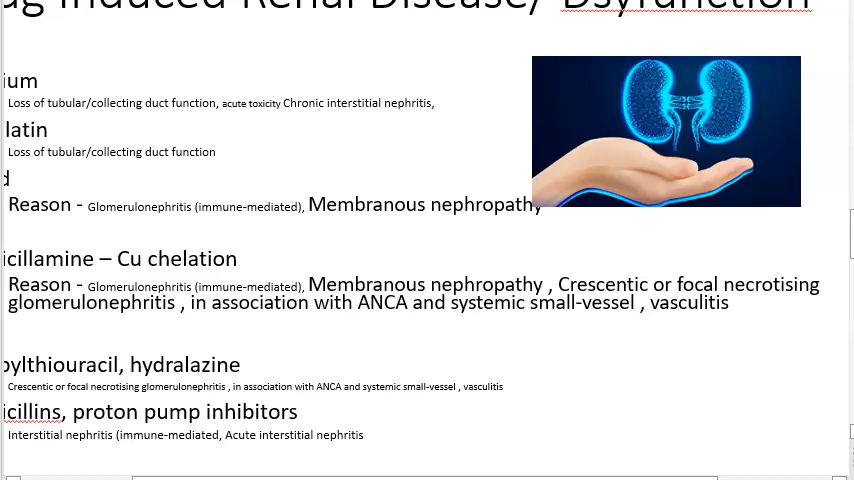 ug Induced Renal Disease/ Dsyfunction
ium
Loss of tubular/collecting duct function, acute toxicity Chronic interstitial nephritis,
latin
Loss of tubular/collecting duct function
d
Reason - Glomerulonephritis (immune-mediated), Membranous nephropathy
icillamine – Cu chelation
Reason - Glomerulonephritis (immune-mediated), Membranous nephropathy , Crescentic or focal necrotising
glomerulonephritis , in association with ANCA and systemic small-vessel , vasculitis
pylthiouracil, hydralazine
Crescentic or focal necrotising glomerulonephritis , in association with ANCA and systemic small-vessel , vasculitis
icillins, proton pump inhibitors
Interstitial nephritis (immune-mediated, Acute interstitial nephritis